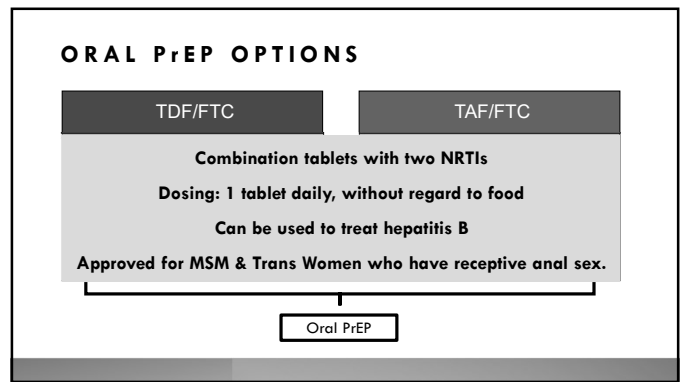 ORAL PrEP OPTIONS
TDF/FTC
TAF/FTC
Combination tablets with two NRTIs
Dosing: 1 tablet daily, without regard to food
Can be used to treat hepatitis B
Approved for MSM & Trans Women who have receptive anal sex.
Oral PrEP